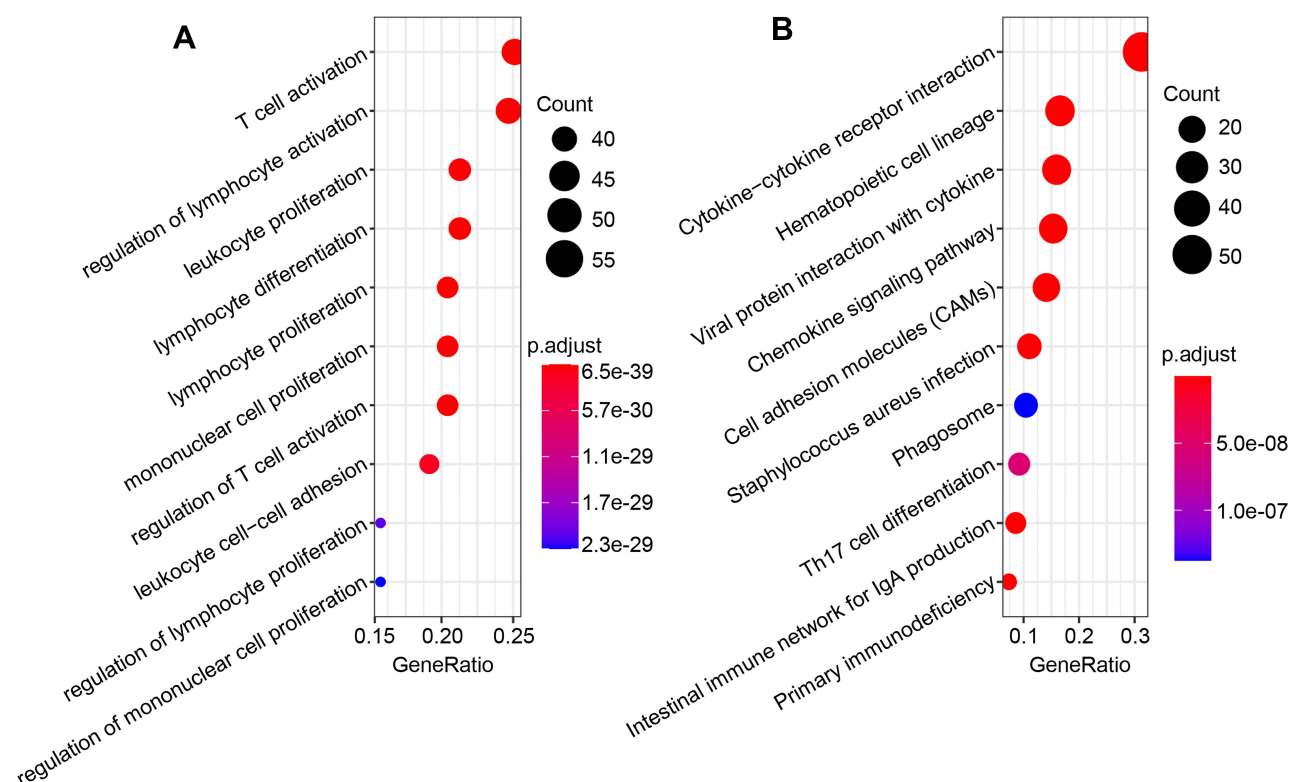 A
T cell activation
regulation of lymphocyte activation
leukocyte proliferation
lymphocyte differentiation
lymphocyte proliferation
mononuclear cell proliferation
regulation of T cell activation
leukocyte cell−cell adhesion
regulation of lymphocyte proliferation
regulation of mononuclear cell proliferation
0.15 0.20 0.25
GeneRatio
Count
40
45
50
55
p.adjust
6.5e-39
5.7e-30
1.1e-29
1.7e-29
2.3e-29
B
Cytokine−cytokine receptor interaction
Hematopoietic cell lineage
Viral protein interaction with cytokine
Chemokine signaling pathway
Cell adhesion molecules (CAMs)
Staphylococcus aureus infection
Phagosome
Th17 cell differentiation
Intestinal immune network for IgA production
Primary immunodeficiency
0.1 0.2 0.3
GeneRatio
Count
20
30
40
50
p.adjust
5.0e-08
1.0e-07